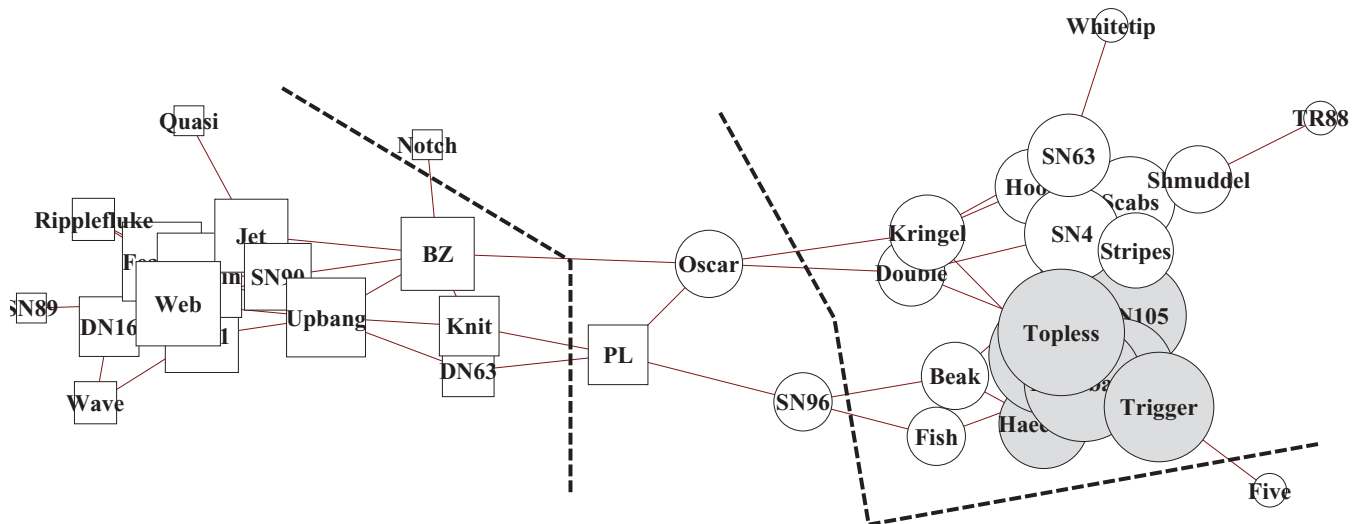 Whitetip
Quasi
TR88
Notch
SN63
Shmuddel
Ripplefluke
Scabs
Jet
Kringel
SN4
Stripes
BZ
Oscar
Double
SN90
SN89
Web
DN16
Upbang
Knit
Topless
PL
DN63
Beak
Wave
SN96
Trigger
Fish
Five